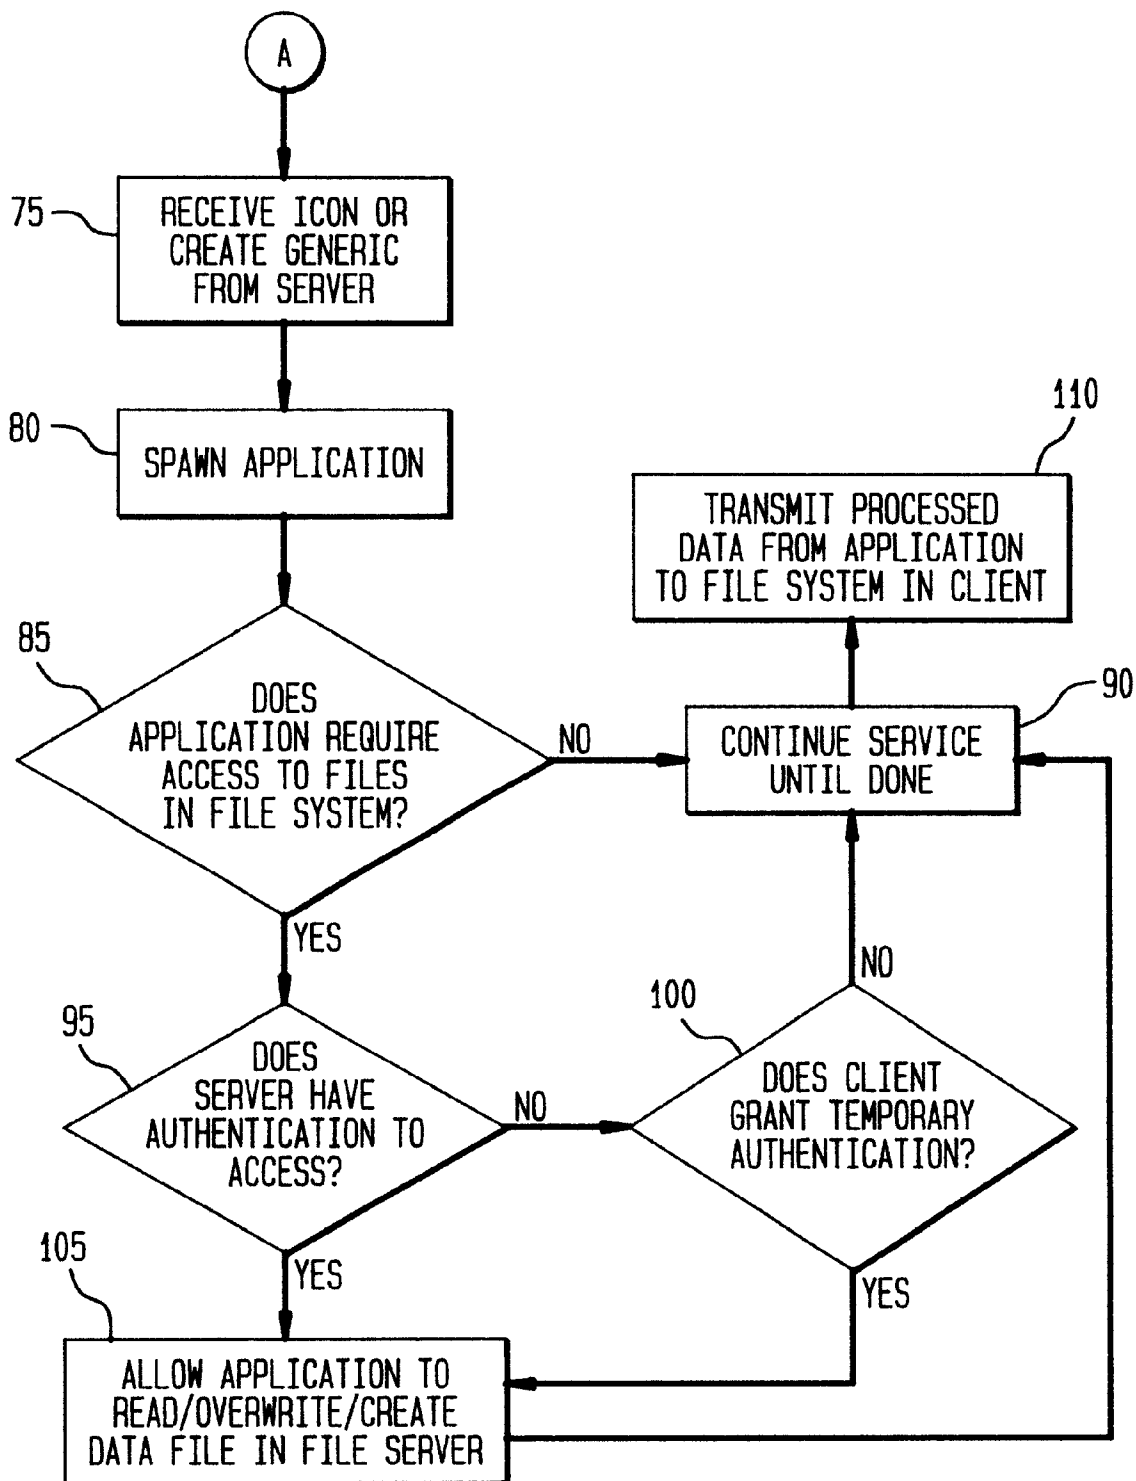 A
75
RECEIVE ICON OR
CREATE GENERIC
FROM SERVER
80
SPAWN APPLICATION
110
TRANSMIT PROCESSED
DATA FROM APPLICATION
TO FILE SYSTEM IN CLIENT
85
DOES
APPLICATION REQUIRE
ACCESS TO FILES
IN FILE SYSTEM?
NO
90
CONTINUE SERVICE
UNTIL DONE
YES
NO
95
DOES
SERVER HAVE
AUTHENTICATION TO
ACCESS?
NO
100
DOES CLIENT
GRANT TEMPORARY
AUTHENTICATION?
YES
YES
105
ALLOW APPLICATION TO
READ/OVERWRITE/CREATE
DATA FILE IN FILE SERVER